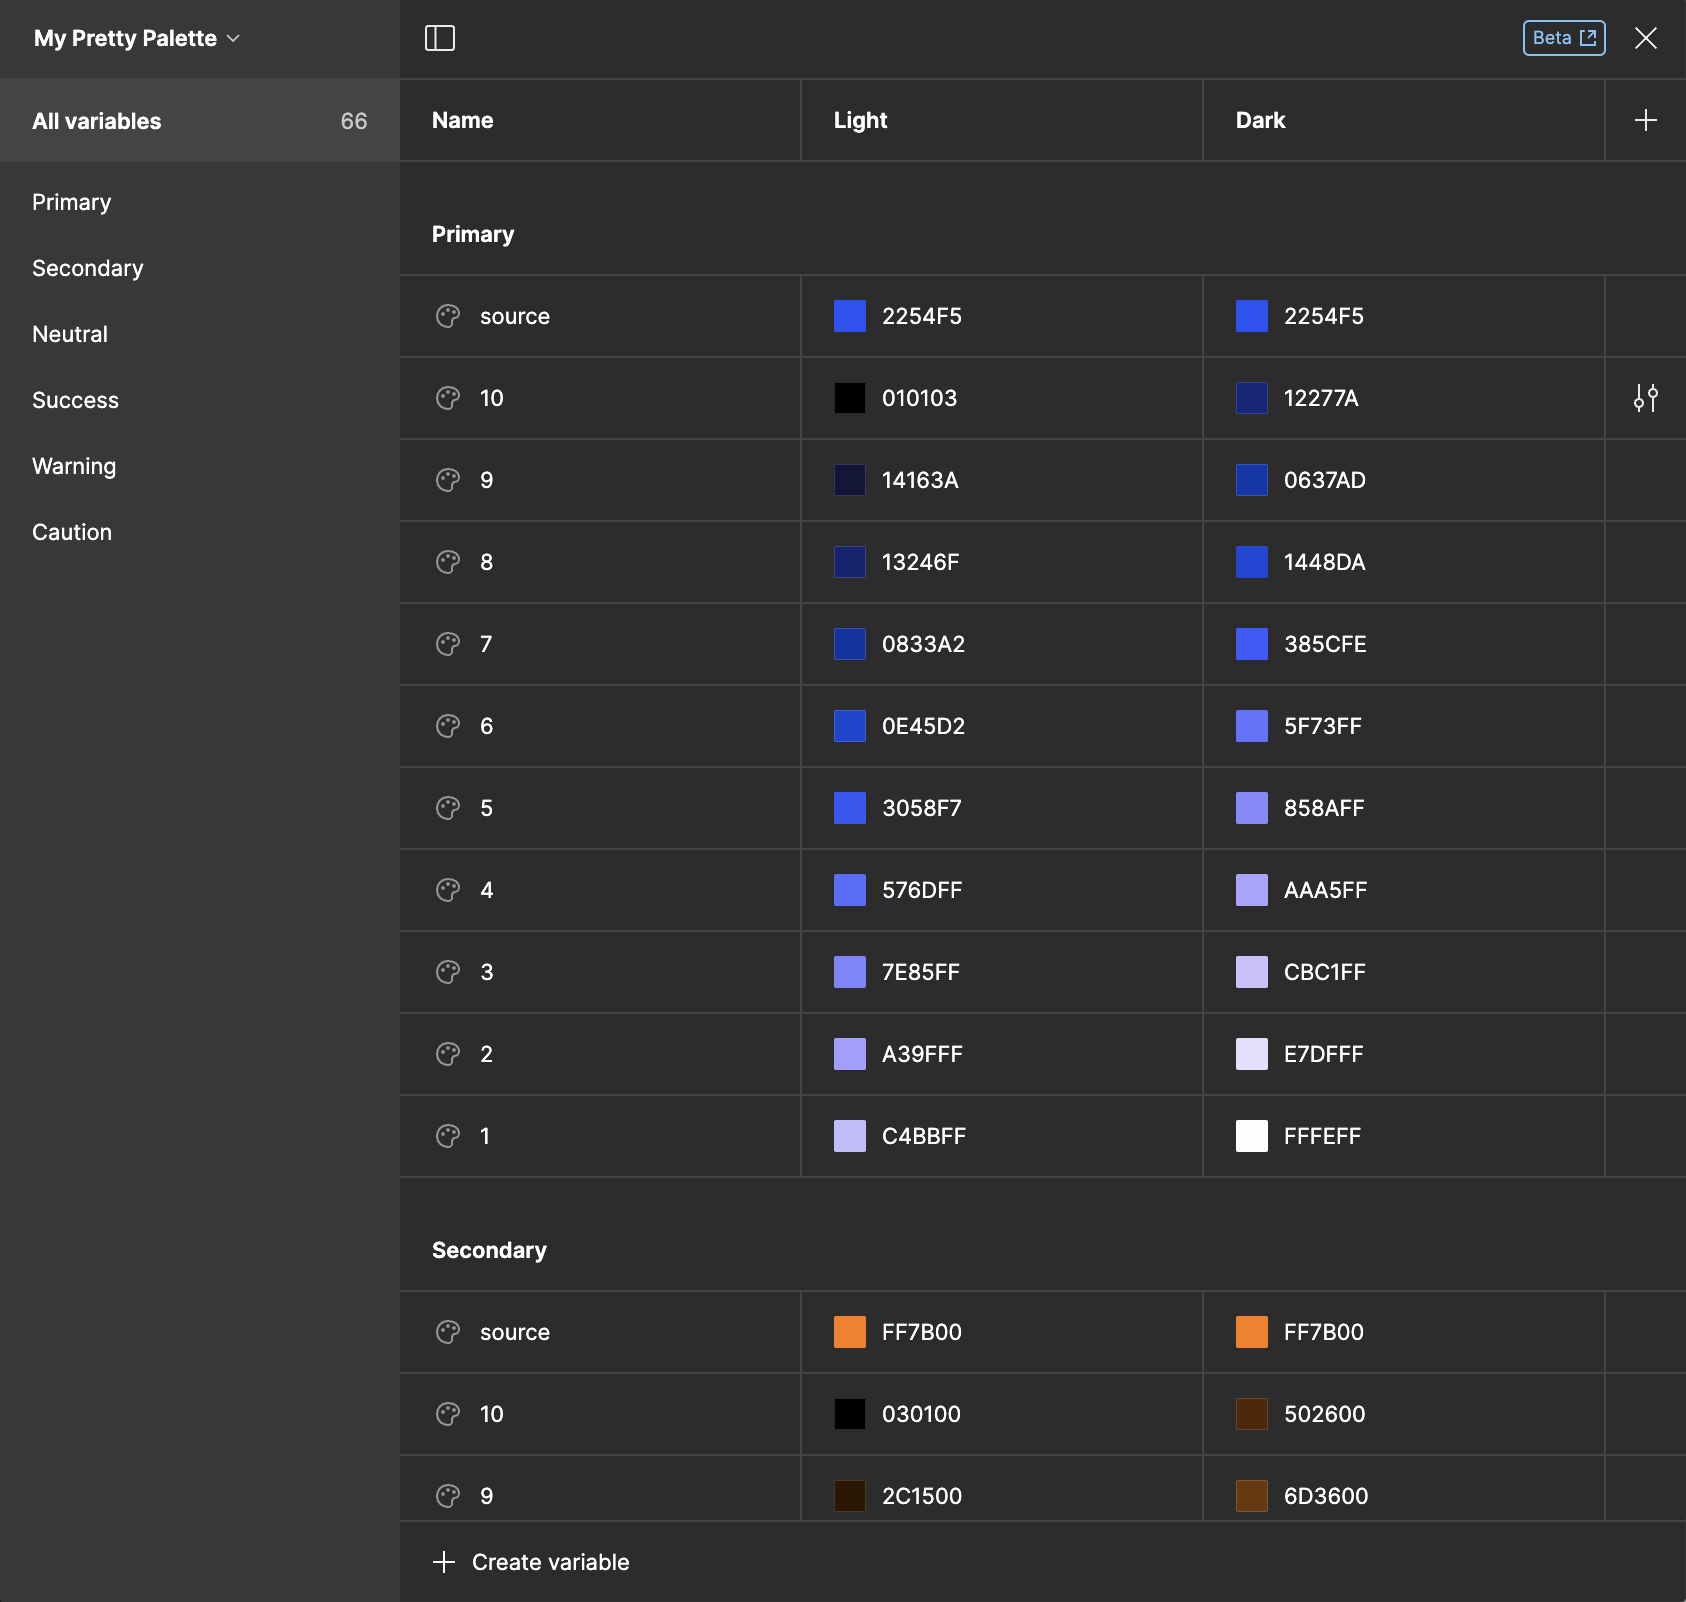 My Pretty Palette
Beta
All variables 66
Name Light Dark
Primary
Secondary
Neutral
Success
Warning
Caution
Primary
source 2254F5 2254F5
10 010103 12277A
9 14163A 0637AD
8 13246F 1448DA
7 0833A2 385CFE
6 0E45D2 5F73FF
5 3058F7 858AFF
4 576DFF AAA5FF
3 7E85FF CBC1FF
2 A39FFF E7DFFF
1 C4BBFF FFFEFF
Secondary
source FF7B00 FF7B00
10 030100 502600
9 2C1500 6D3600
Create variable